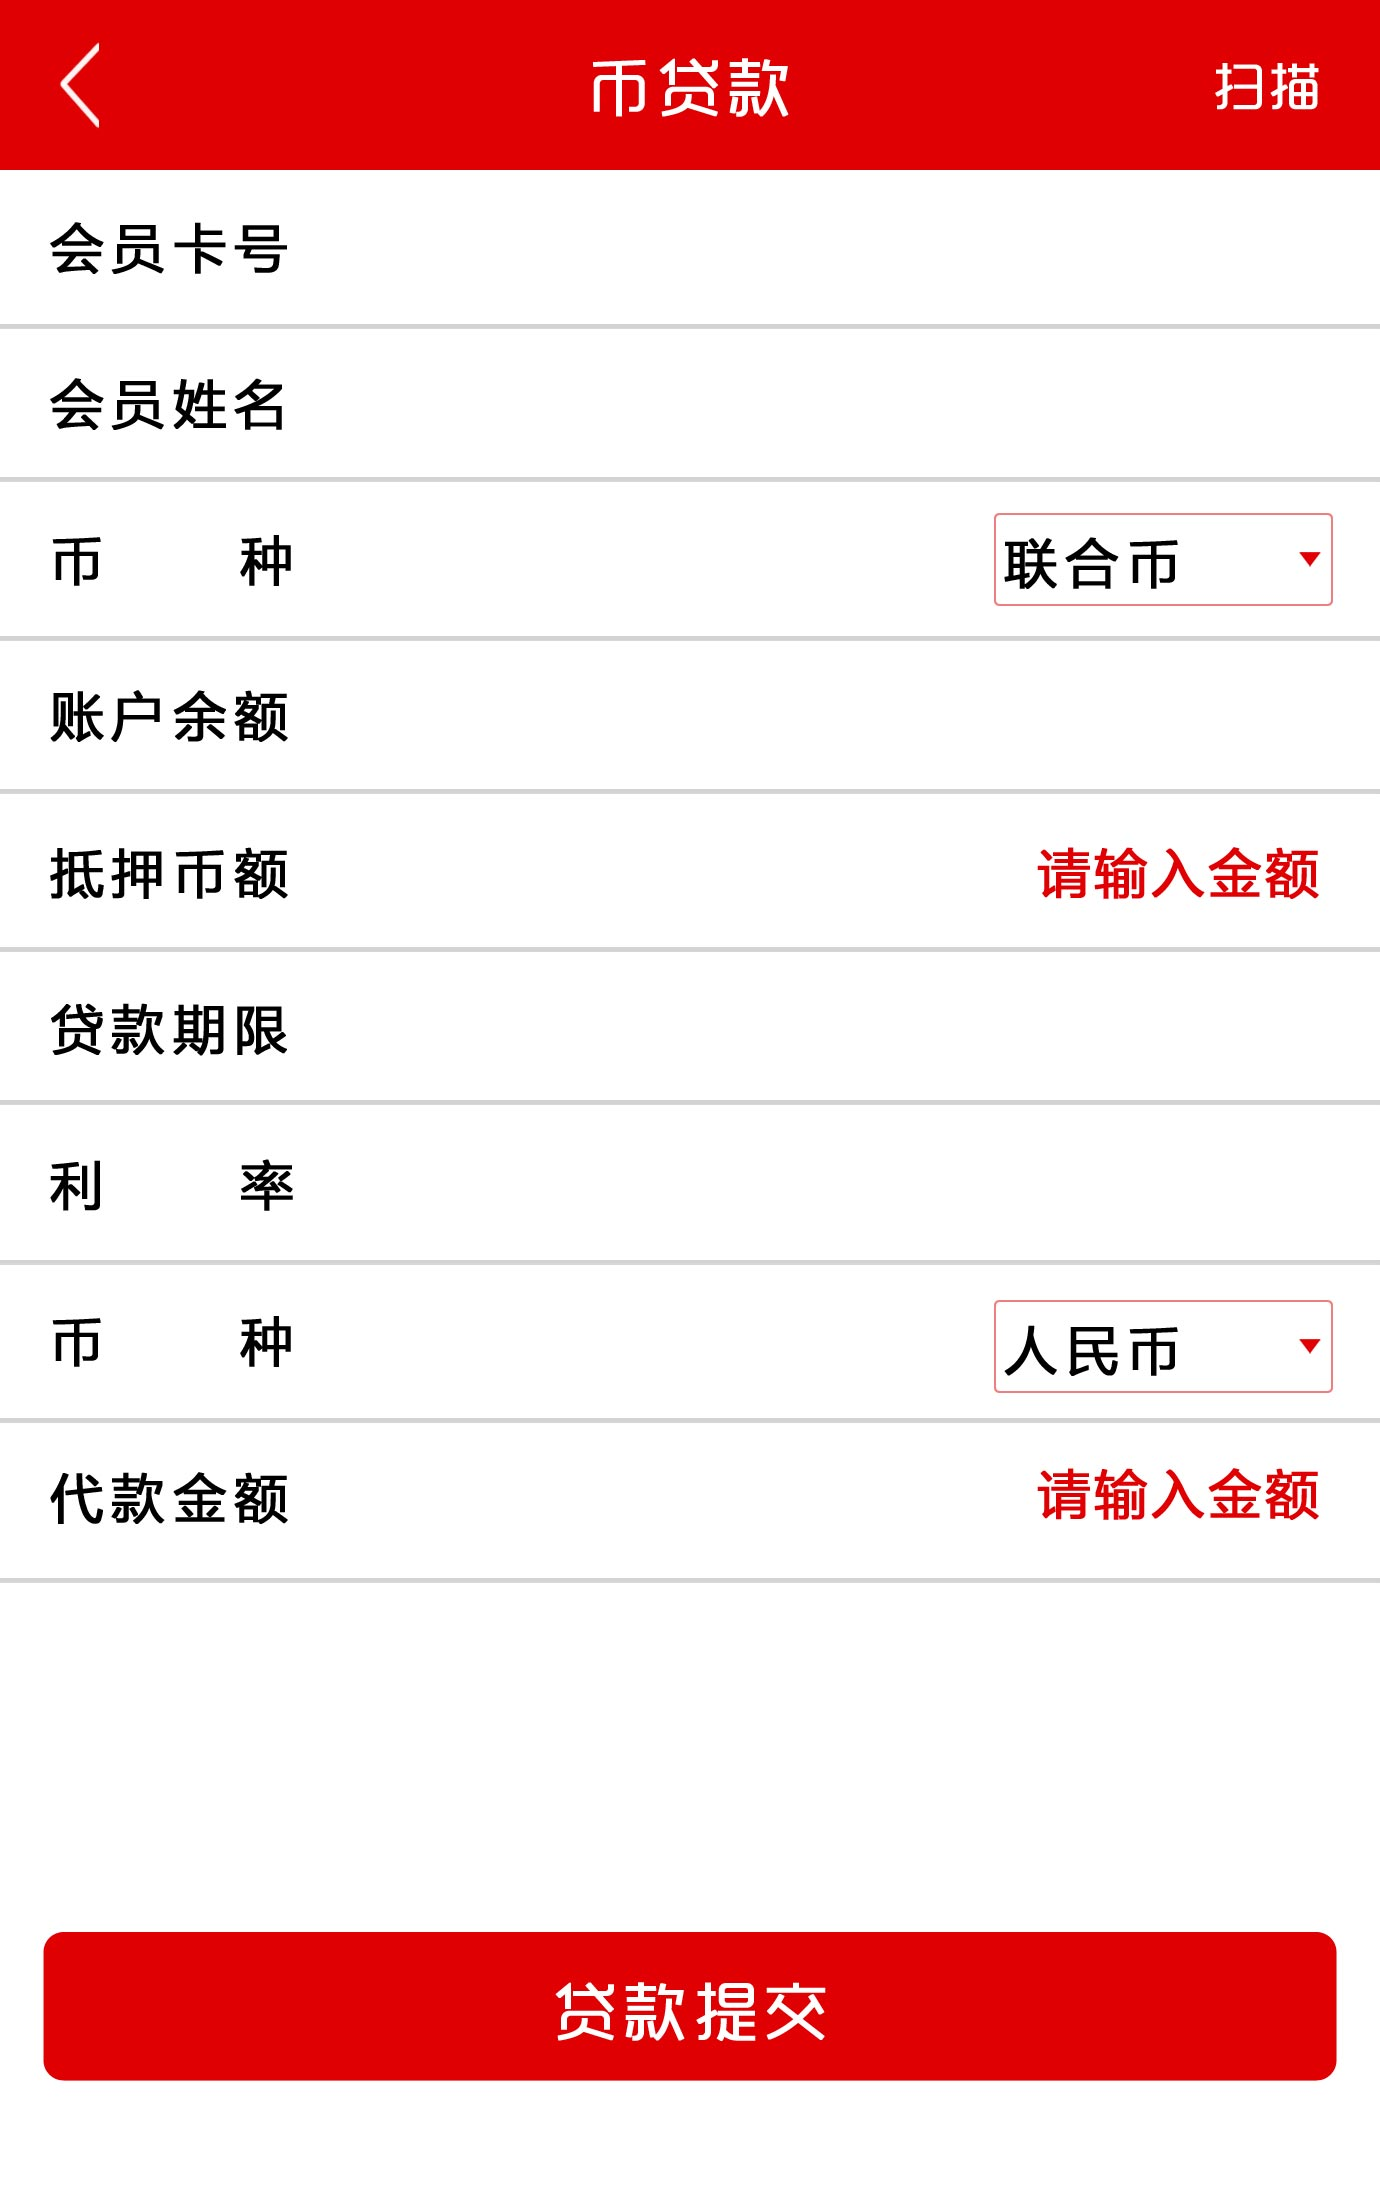 币贷款 扫描
会员卡号
会员姓名
币 种 联合币
账户余额
抵押币额 请输入金额
贷款期限
利 率
币 种 人民币
代款金额 请输入金额
贷款提交